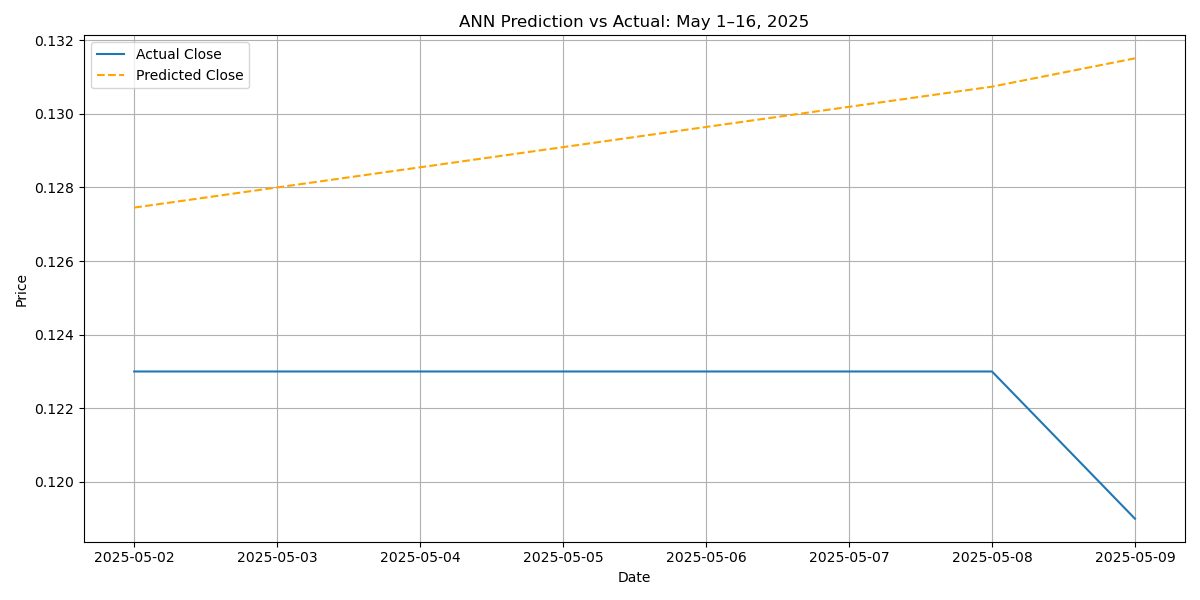 ANN Prediction vs Actual: May 1–16, 2025
Actual Close
Predicted Close
Price
0.132
0.130
0.128
0.126
0.124
0.122
0.120
2025-05-02 2025-05-03 2025-05-04 2025-05-05 2025-05-06 2025-05-07 2025-05-08 2025-05-09
Date